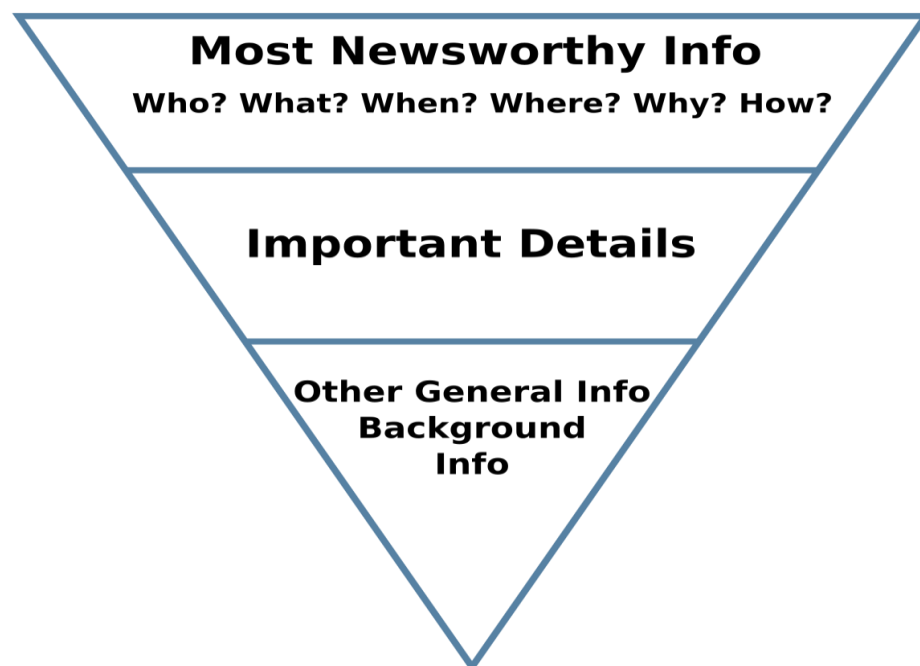 Most Newsworthy Info
Who? What? When? Where? Why? How?
Important Details
Other General Info
Background
Info